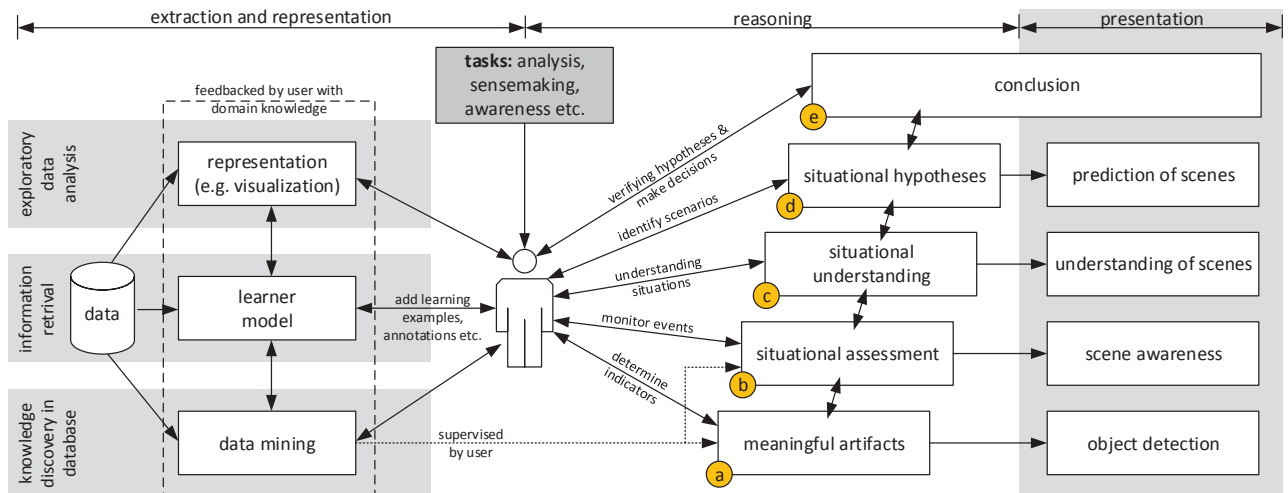 extraction and representation
reasoning
presentation
tasks: analysis,
sensemaking,
awareness etc.
feedbacked by user with
domain knowledge
exploratory
data
analysis
representation
(e.g. visualization)
information
retrival
data
learner
model
add learning
examples,
annotations etc.
knowledge
discovery in
database
data mining
supervised
by user
verifying hypotheses &
make decisions
identify scenarios
understanding
situations
monitor events
determine
indicators
conclusion
e
situational hypotheses
d
prediction of scenes
situational
understanding
c
understanding of scenes
situational assessment
b
scene awareness
meaningful artifacts
a
object detection